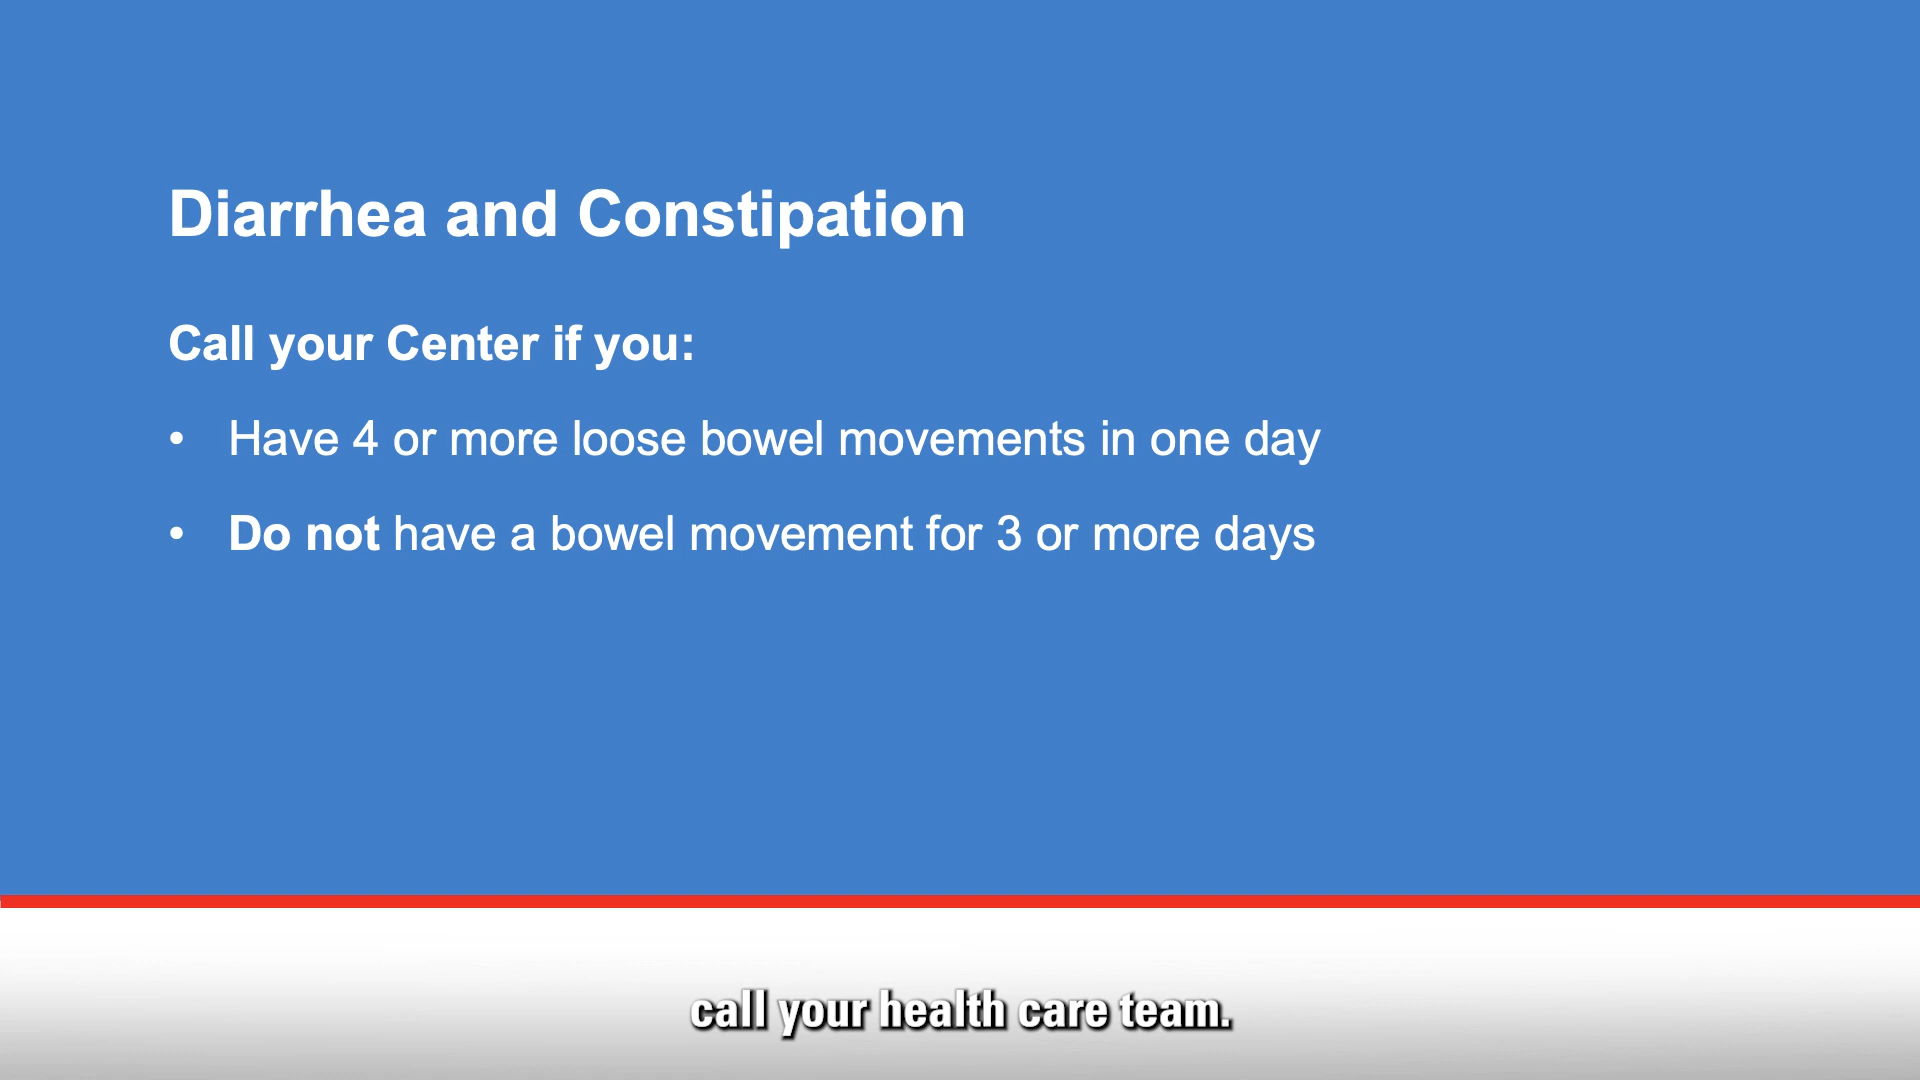 Diarrhea and Constipation
Call your Center if you:
• Have 4 or more loose bowel movements in one day
• Do not have a bowel movement for 3 or more days
call your health care team.